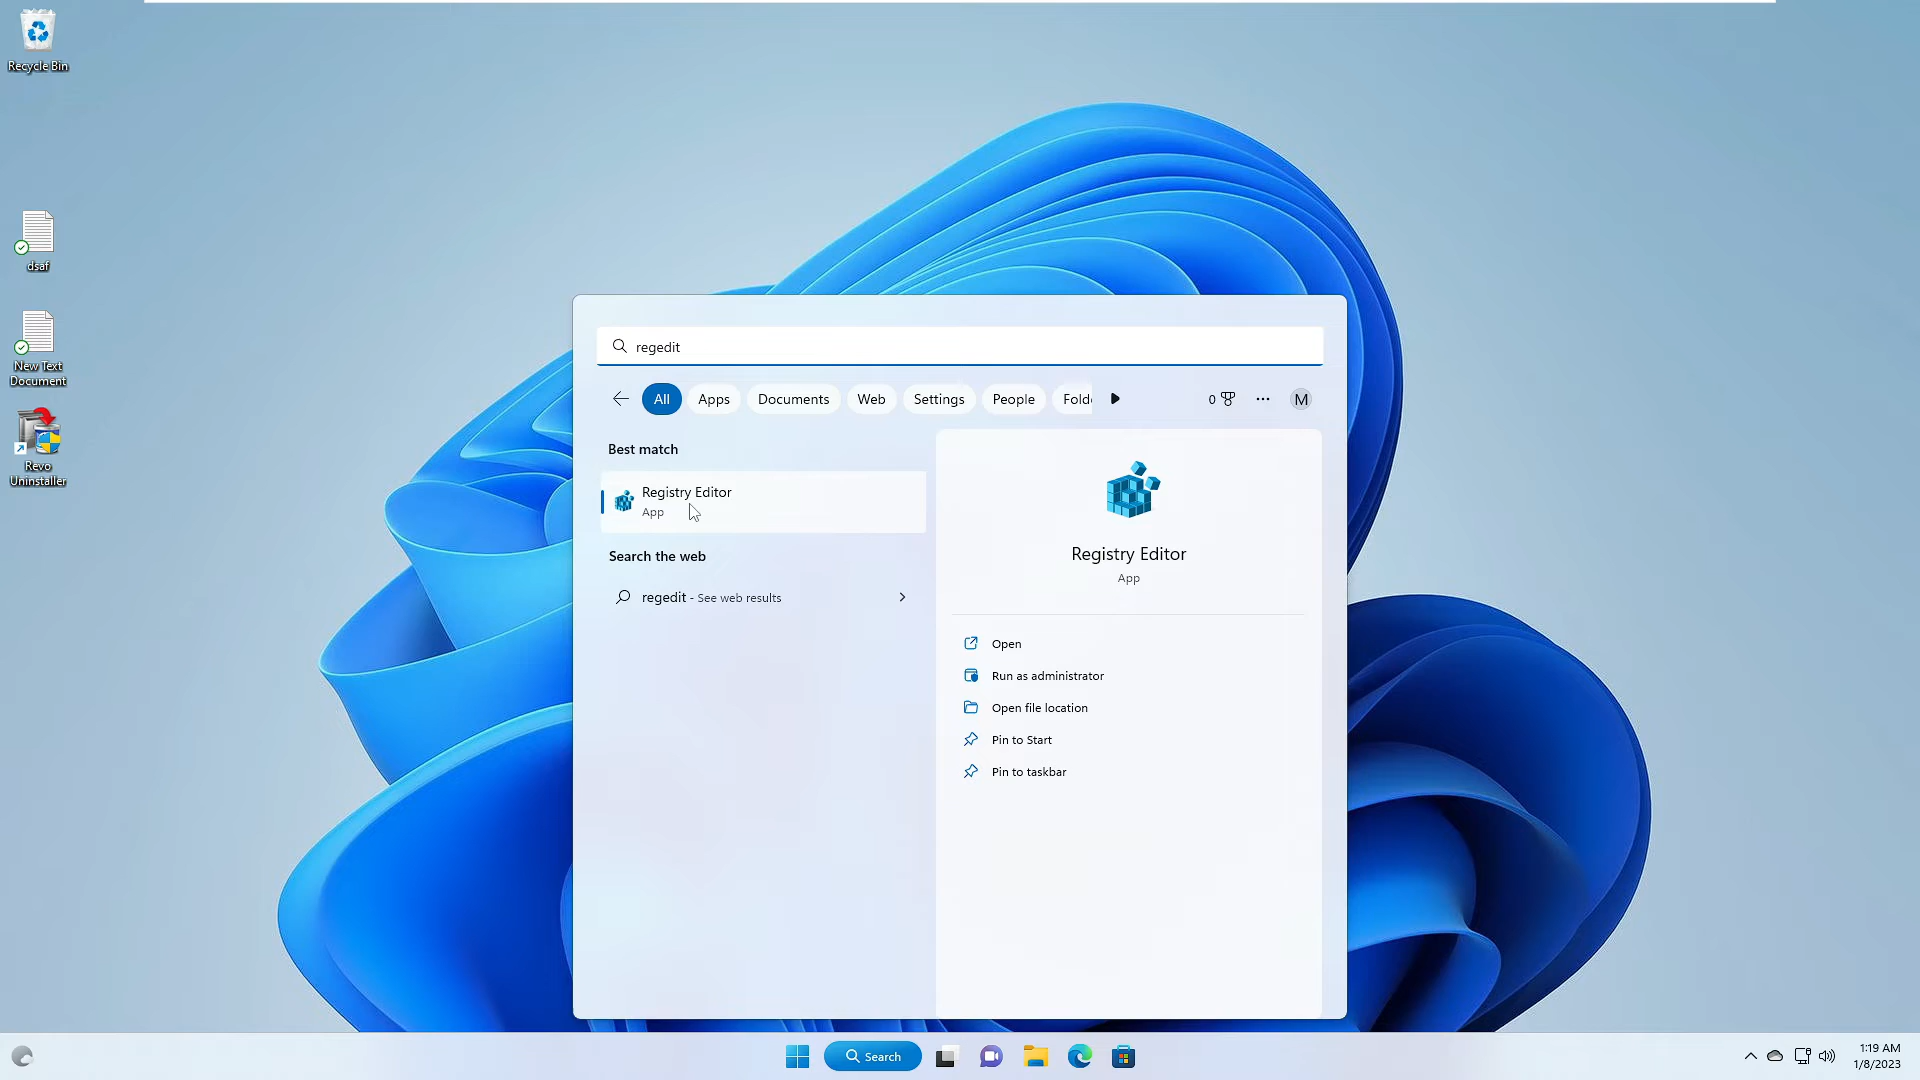 Recycle Bin
dsaf
New Text
Document
Revo
Uninstaller
regedit
All
Apps
Documents
Web
Settings
People
Fold
0
M
Best match
Registry Editor
App
Search the web
regedit - See web results
Registry Editor
App
Open
Run as administrator
Open file location
Pin to Start
Pin to taskbar
Search
1:19 AM
1/8/2023